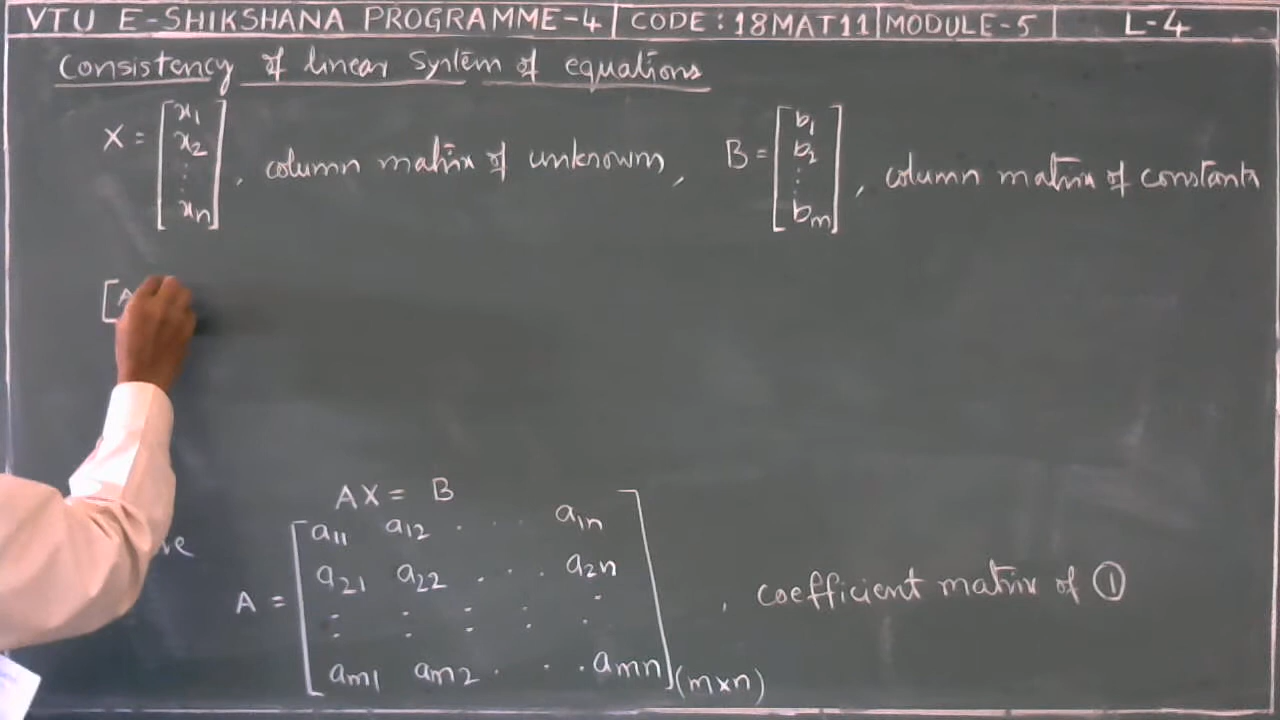 VTU E-SHIKSHANA PROGRAMME-4 | CODE: 18MAT11 | MODULE-5 | L-4
Consistency of linear System of equations
X = [x1 x2 ⋮ xn], column matrix of unknowns, B = [b1 b2 ⋮ bm], column matrix of constants
[A
AX = B
A = [a11 a12 . . . a1n
a21 a22 . . . a2n
: : : : :
am1 am2 . . . amn](m×n), coefficient matrix of ①